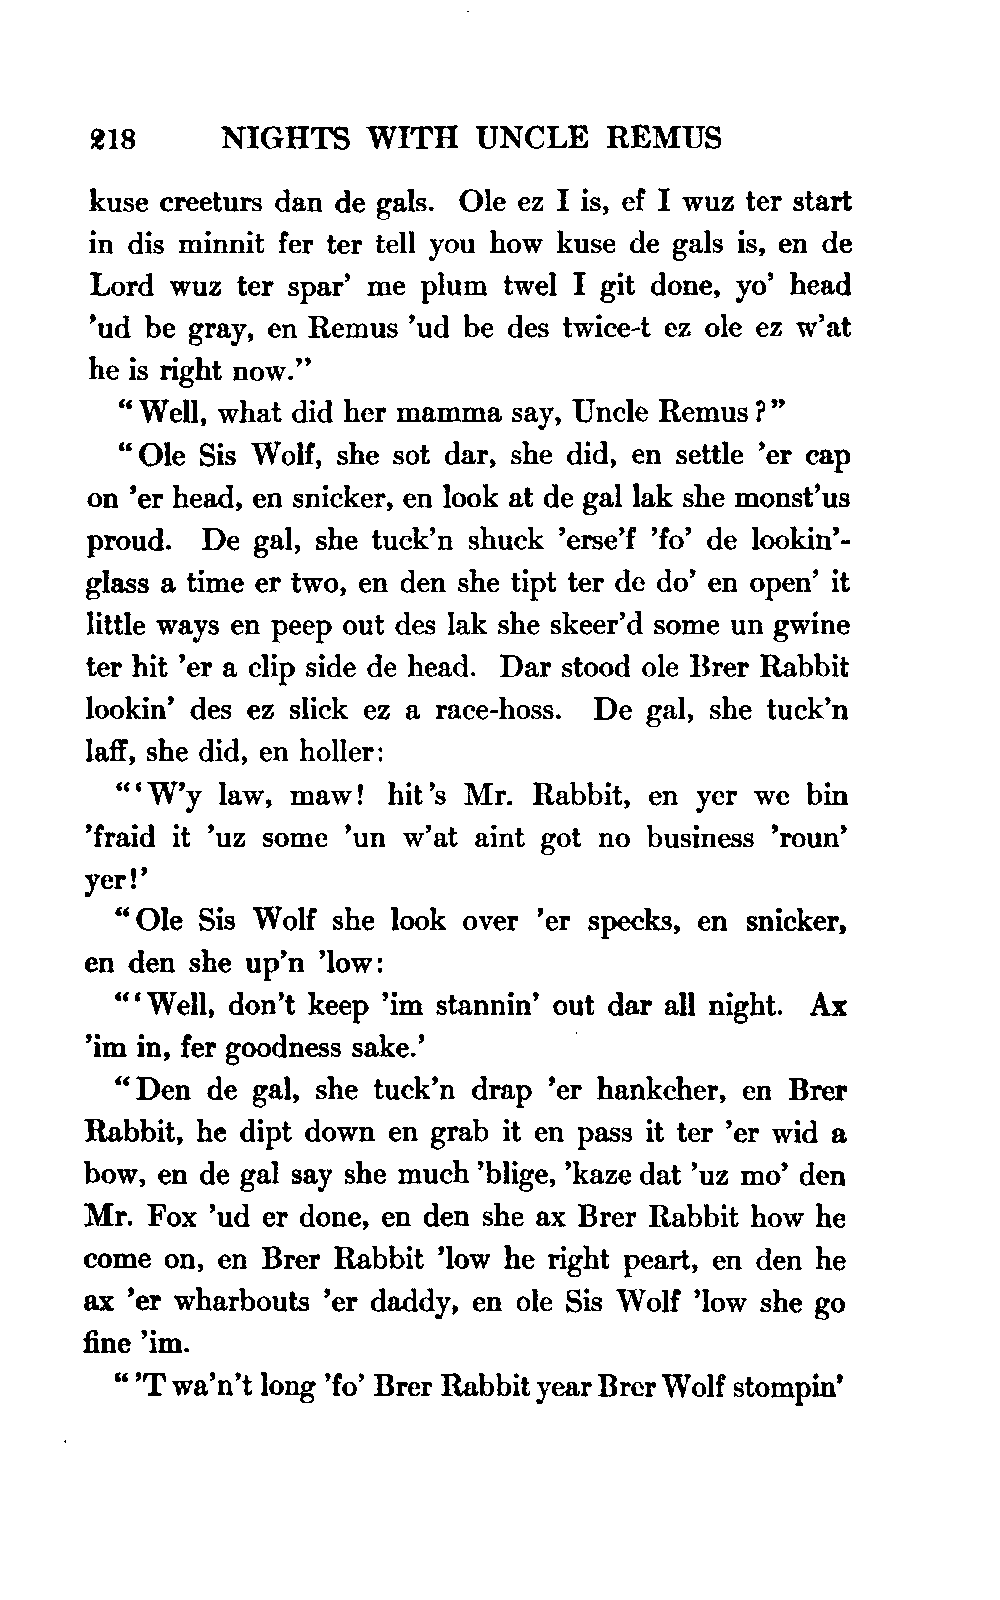 218 NIGHTS WITH UNCLE REMUS
kuse creeturs dan de gals. Ole ez I is, ef I wuz ter start
in dis minnit fer ter tell you how kuse de gals is, en de
Lord wuz ter spar' me plum twel I git done, yo' head
'ud be gray, en Remus 'ud be des twice-t ez ole ez w'at
he is right now."
"Well, what did her mamma say, Uncle Remus?"
"Ole Sis Wolf, she sot dar, she did, en settle 'er cap
on 'er head, en snicker, en look at de gal lak she monst'us
proud. De gal, she tuck'n shuck 'erse'f 'fo' de lookin'-
glass a time er two, en den she tipt ter de do' en open' it
little ways en peep out des lak she skeer'd some un gwine
ter hit 'er a clip side de head. Dar stood ole Brer Rabbit
lookin' des ez slick ez a race-hoss. De gal, she tuck'n
laff, she did, en holler:
"'W'y law, maw! hit's Mr. Rabbit, en yer we bin
'fraid it 'uz some 'un w'at aint got no business 'roun'
yer!'
"Ole Sis Wolf she look over 'er specks, en snicker,
en den she up'n 'low:
"'Well, don't keep 'im stannin' out dar all night. Ax
'im in, fer goodness sake.'
"Den de gal, she tuck'n drap 'er hankcher, en Brer
Rabbit, he dipt down en grab it en pass it ter 'er wid a
bow, en de gal say she much 'blige, 'kaze dat 'uz mo' den
Mr. Fox 'ud er done, en den she ax Brer Rabbit how he
come on, en Brer Rabbit 'low he right peart, en den he
ax 'er wharbouts 'er daddy, en ole Sis Wolf 'low she go
fine 'im.
"'T wa'n't long 'fo' Brer Rabbit year Brer Wolf stompin'